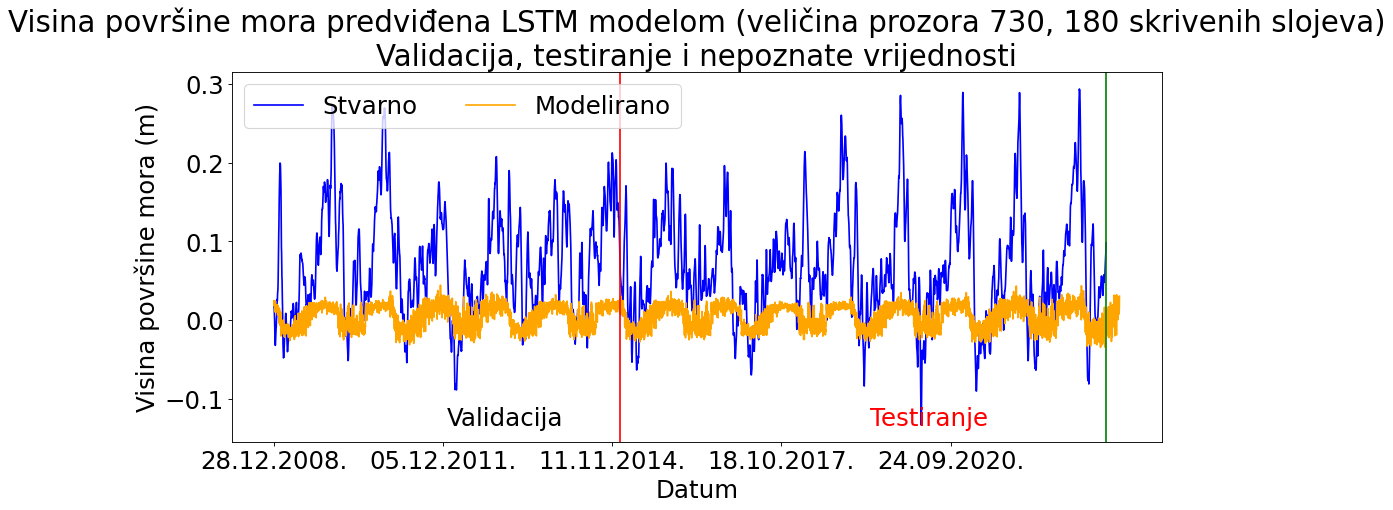 Visina površine mora predviđena LSTM modelom (veličina prozora 730, 180 skrivenih slojeva)
Validacija, testiranje i nepoznate vrijednosti
Stvarno Modelirano
Visina površine mora (m)
0.3
0.2
0.1
0.0
−0.1
Validacija Testiranje
28.12.2008. 05.12.2011. 11.11.2014. 18.10.2017. 24.09.2020.
Datum